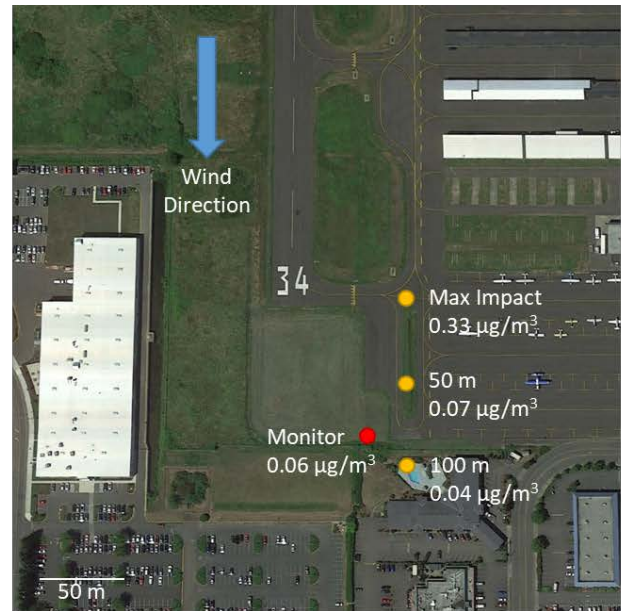 Wind
Direction
34
Max Impact
0.33 µg/m³
50 m
0.07 µg/m³
Monitor
0.06 µg/m³
100 m
0.04 µg/m³
50 m